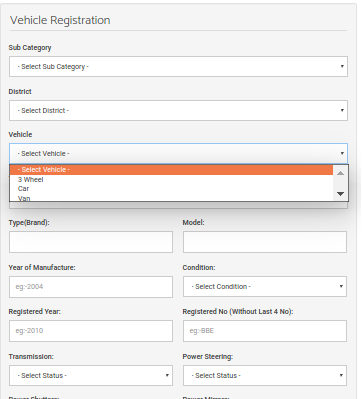 Vehicle Registration
Sub Category
- Select Sub Category -
District
- Select District -
Vehicle
- Select Vehicle -
- Select Vehicle -
3 Wheel
Car
Van
Type(Brand): Model:
Year of Manufacture: Condition:
eg:-2004 - Select Condition -
Registered Year: Registered No (Without Last 4 No):
eg:-2010 eg:-BBE
Transmission: Power Steering:
- Select Status - - Select Status -